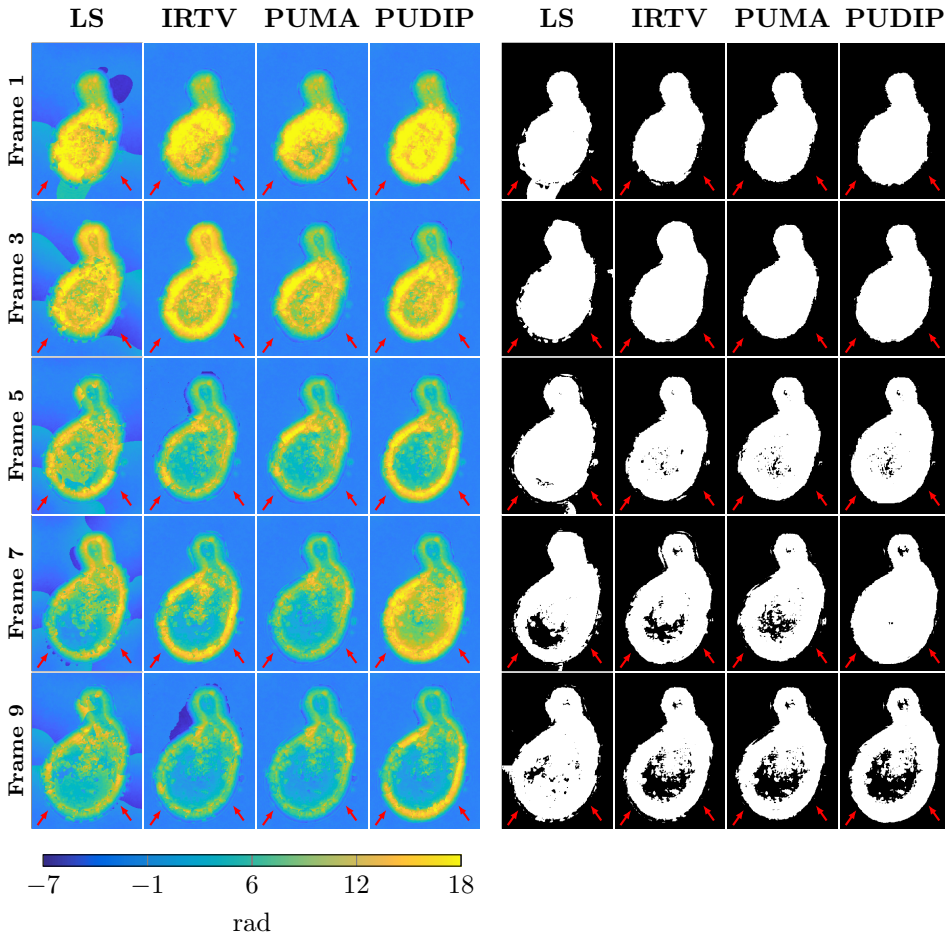 LS IRTV PUMA PUDIP LS IRTV PUMA PUDIP
Frame 1
Frame 3
Frame 5
Frame 7
Frame 9
−7 −1 6 12 18
rad